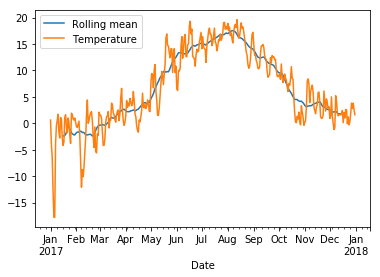 Rolling mean
Temperature
20
15
10
5
0
−5
−10
−15
Jan Feb Mar Apr May Jun Jul Aug Sep Oct Nov Dec Jan
2017 2018
Date